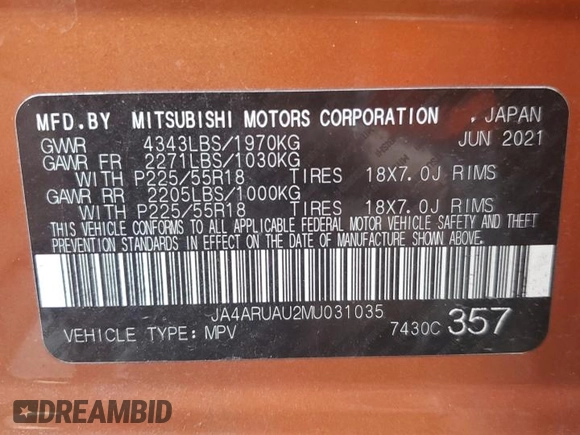 MFD.BY MITSUBISHI MOTORS CORPORATION , JAPAN
GVWR 4343LBS/1970KG JUN 2021
GAWR FR 2271LBS/1030KG
WITH P225/55R18 TIRES 18X7.0J RIMS
GAWR RR 2205LBS/1000KG
WITH P225/55R18 TIRES 18X7.0J RIMS
THIS VEHICLE CONFORMS TO ALL APPLICABLE FEDERAL MOTOR VEHICLE SAFETY AND THEFT
PREVENTION STANDARDS IN EFFECT ON THE DATE OF MANUFACTURE SHOWN ABOVE.
JA4ARUAU2MU031035
VEHICLE TYPE: MPV 7430C 357
DREAMBID